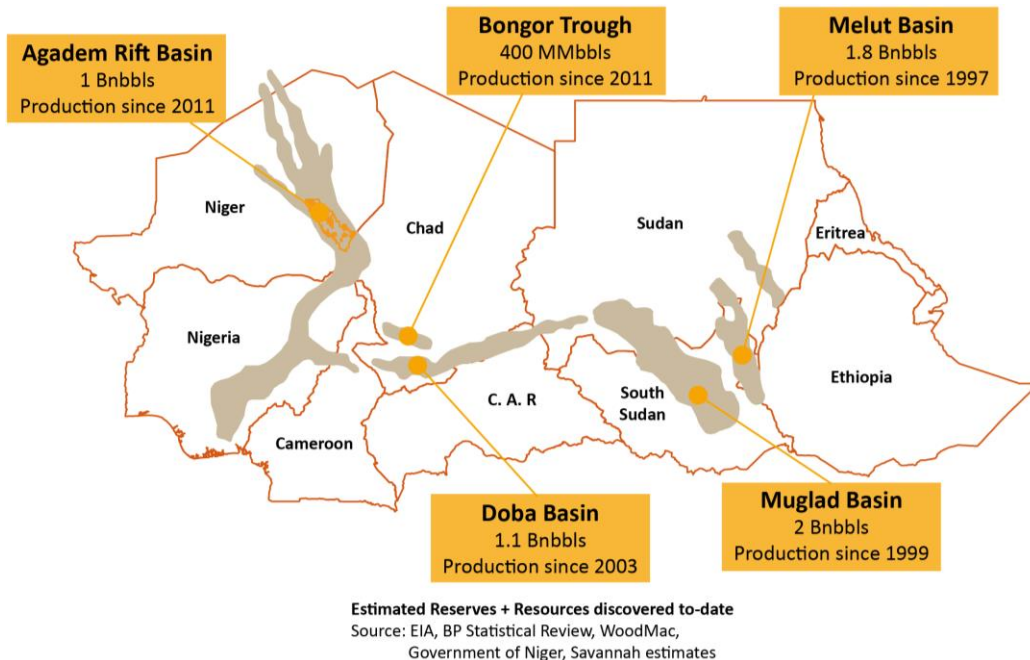 Agadem Rift Basin
1 Bnbbls
Production since 2011
Bongor Trough
400 MMbbls
Production since 2011
Melut Basin
1.8 Bnbbls
Production since 1997
Niger
Chad
Sudan
Eritrea
Nigeria
Ethiopia
C. A. R
South
Sudan
Cameroon
Doba Basin
1.1 Bnbbls
Production since 2003
Muglad Basin
2 Bnbbls
Production since 1999
Estimated Reserves + Resources discovered to-date
Source: EIA, BP Statistical Review, WoodMac,
Government of Niger, Savannah estimates